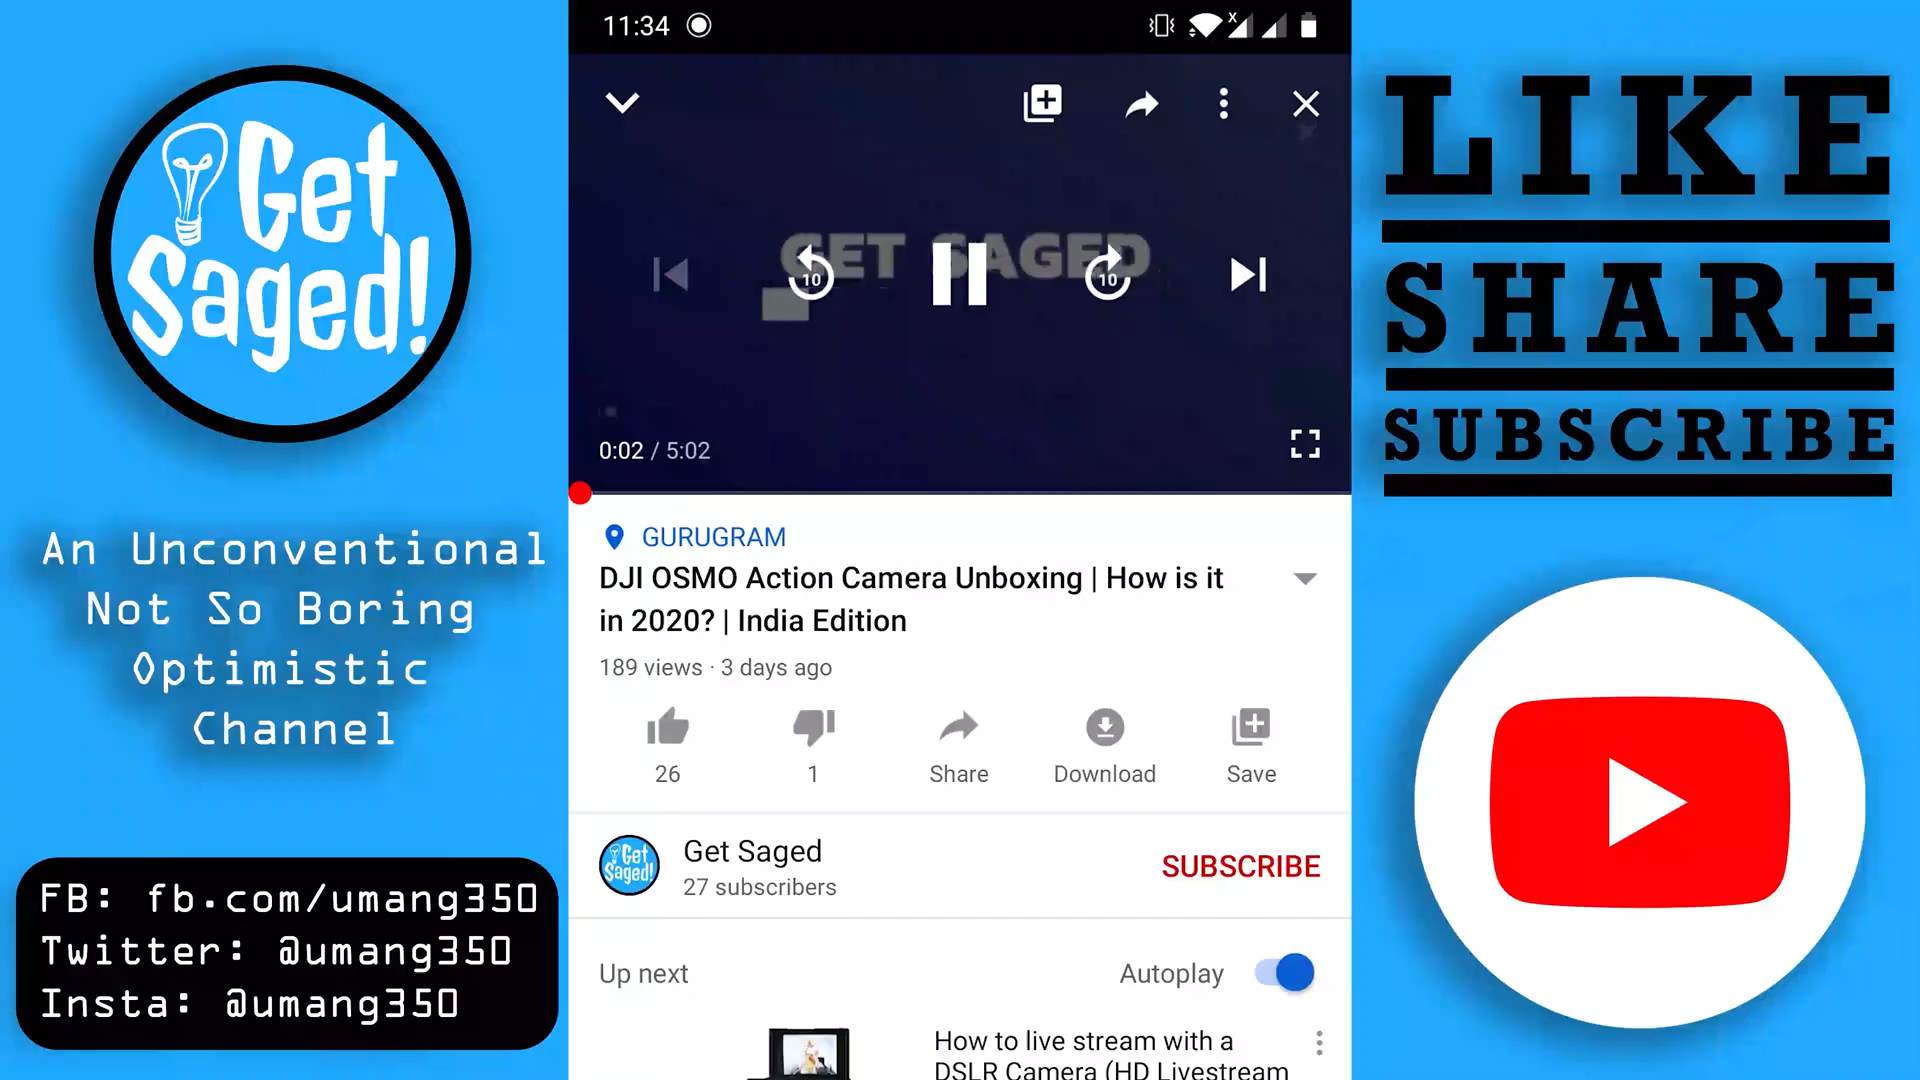 Get
Saged!
An Unconventional
Not So Boring
Optimistic
Channel
FB: fb.com/umang350
Twitter: @umang350
Insta: @umang350
11:34
GET SAGED
10
10
0:02 / 5:02
GURUGRAM
DJI OSMO Action Camera Unboxing | How is it
in 2020? | India Edition
189 views · 3 days ago
26
1
Share
Download
Save
Get
Saged!
Get Saged
27 subscribers
SUBSCRIBE
Up next
Autoplay
How to live stream with a
DSLR Camera (HD Livestream
LIKE
SHARE
SUBSCRIBE